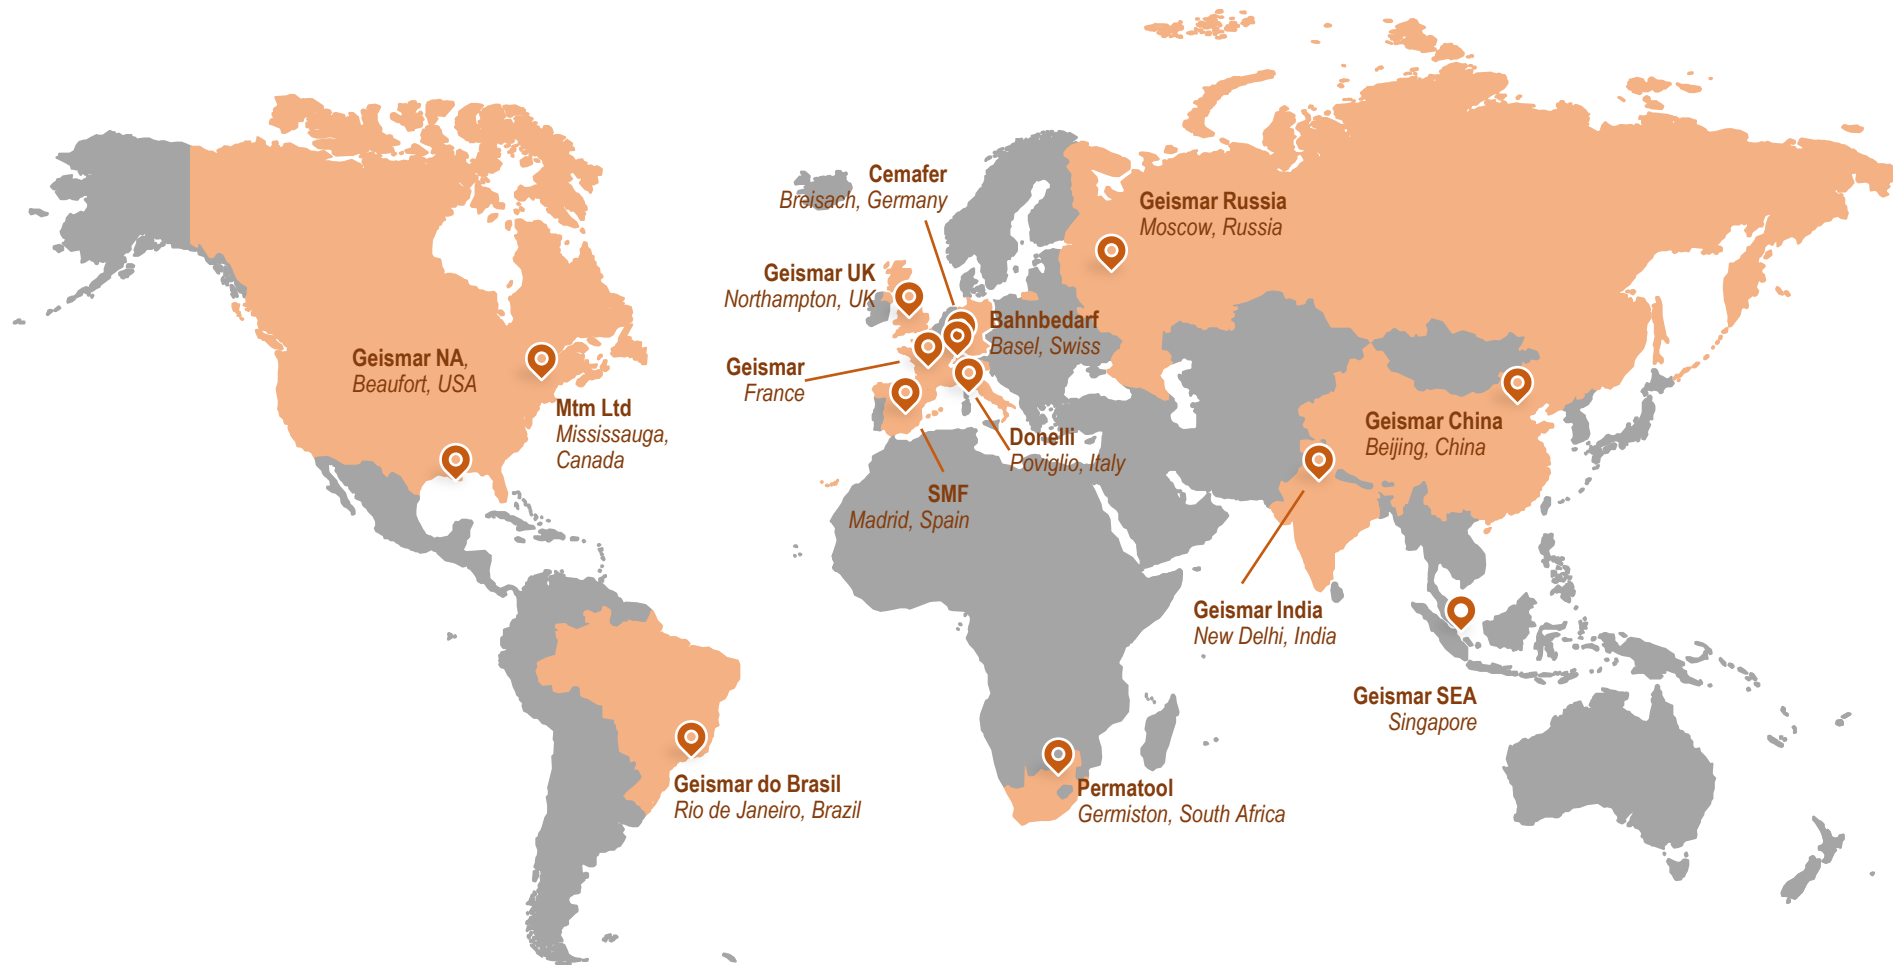 Cemafer
Breisach, Germany
Geismar Russia
Moscow, Russia
Geismar UK
Northampton, UK
Bahnbedarf
Basel, Swiss
Geismar NA,
Beaufort, USA
Geismar
France
Mtm Ltd
Mississauga,
Canada
Donelli
Poviglio, Italy
Geismar China
Beijing, China
SMF
Madrid, Spain
Geismar India
New Delhi, India
Geismar SEA
Singapore
Geismar do Brasil
Rio de Janeiro, Brazil
Permatool
Germiston, South Africa